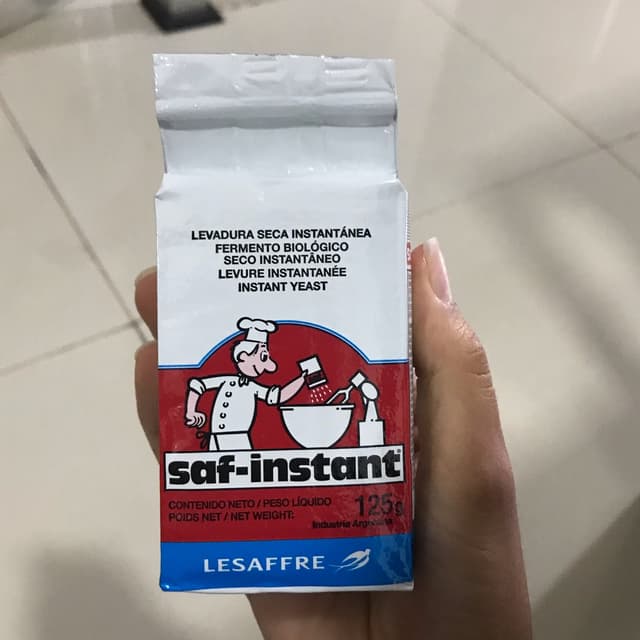 LEVADURA SECA INSTANTÁNEA
FERMENTO BIOLÓGICO
SECO INSTANTÂNEO
LEVURE INSTANTANÉE
INSTANT YEAST
saf-instant
CONTENIDO NETO / PESO LÍQUIDO
POIDS NET / NET WEIGHT:
125g
Industria Argentina
LESAFFRE